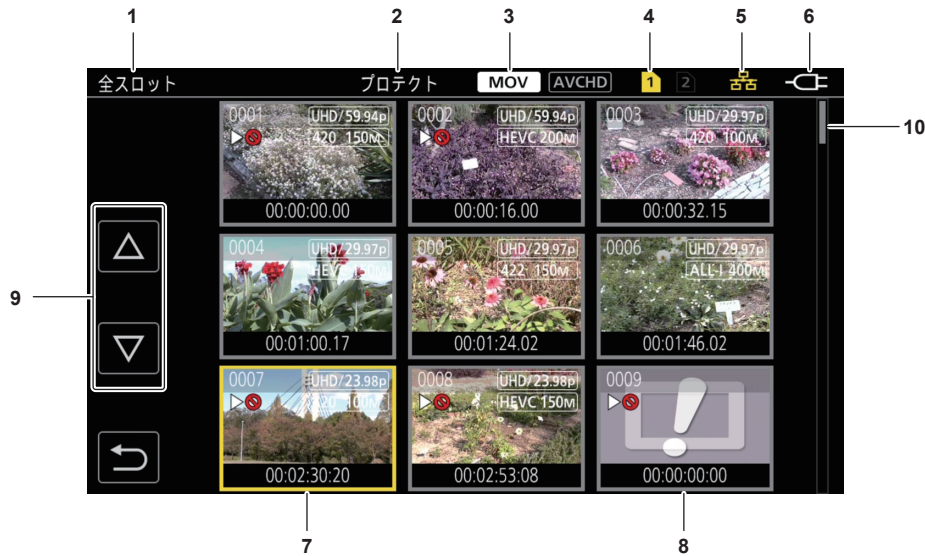 1 2 3 4 5 6
全スロット プロテクト MOV AVCHD 1 2
0001 UHD/59.94p 0002 UHD/59.94p 0003 UHD/29.97p
420 150M HEVC 200M 420 100M
00:00:00.00 00:00:16.00 00:00:32.15
10
0004 UHD/29.97p 0005 UHD/29.97p 0006 UHD/29.97p
HEVC 150M 422 150M ALL-I 400M
9
00:01:00.17 00:01:24.02 00:01:46.02
0007 UHD/23.98p 0008 UHD/23.98p 0009
420 100M HEVC 150M
00:02:30:20 00:02:53:08 00:00:00:00
7 8